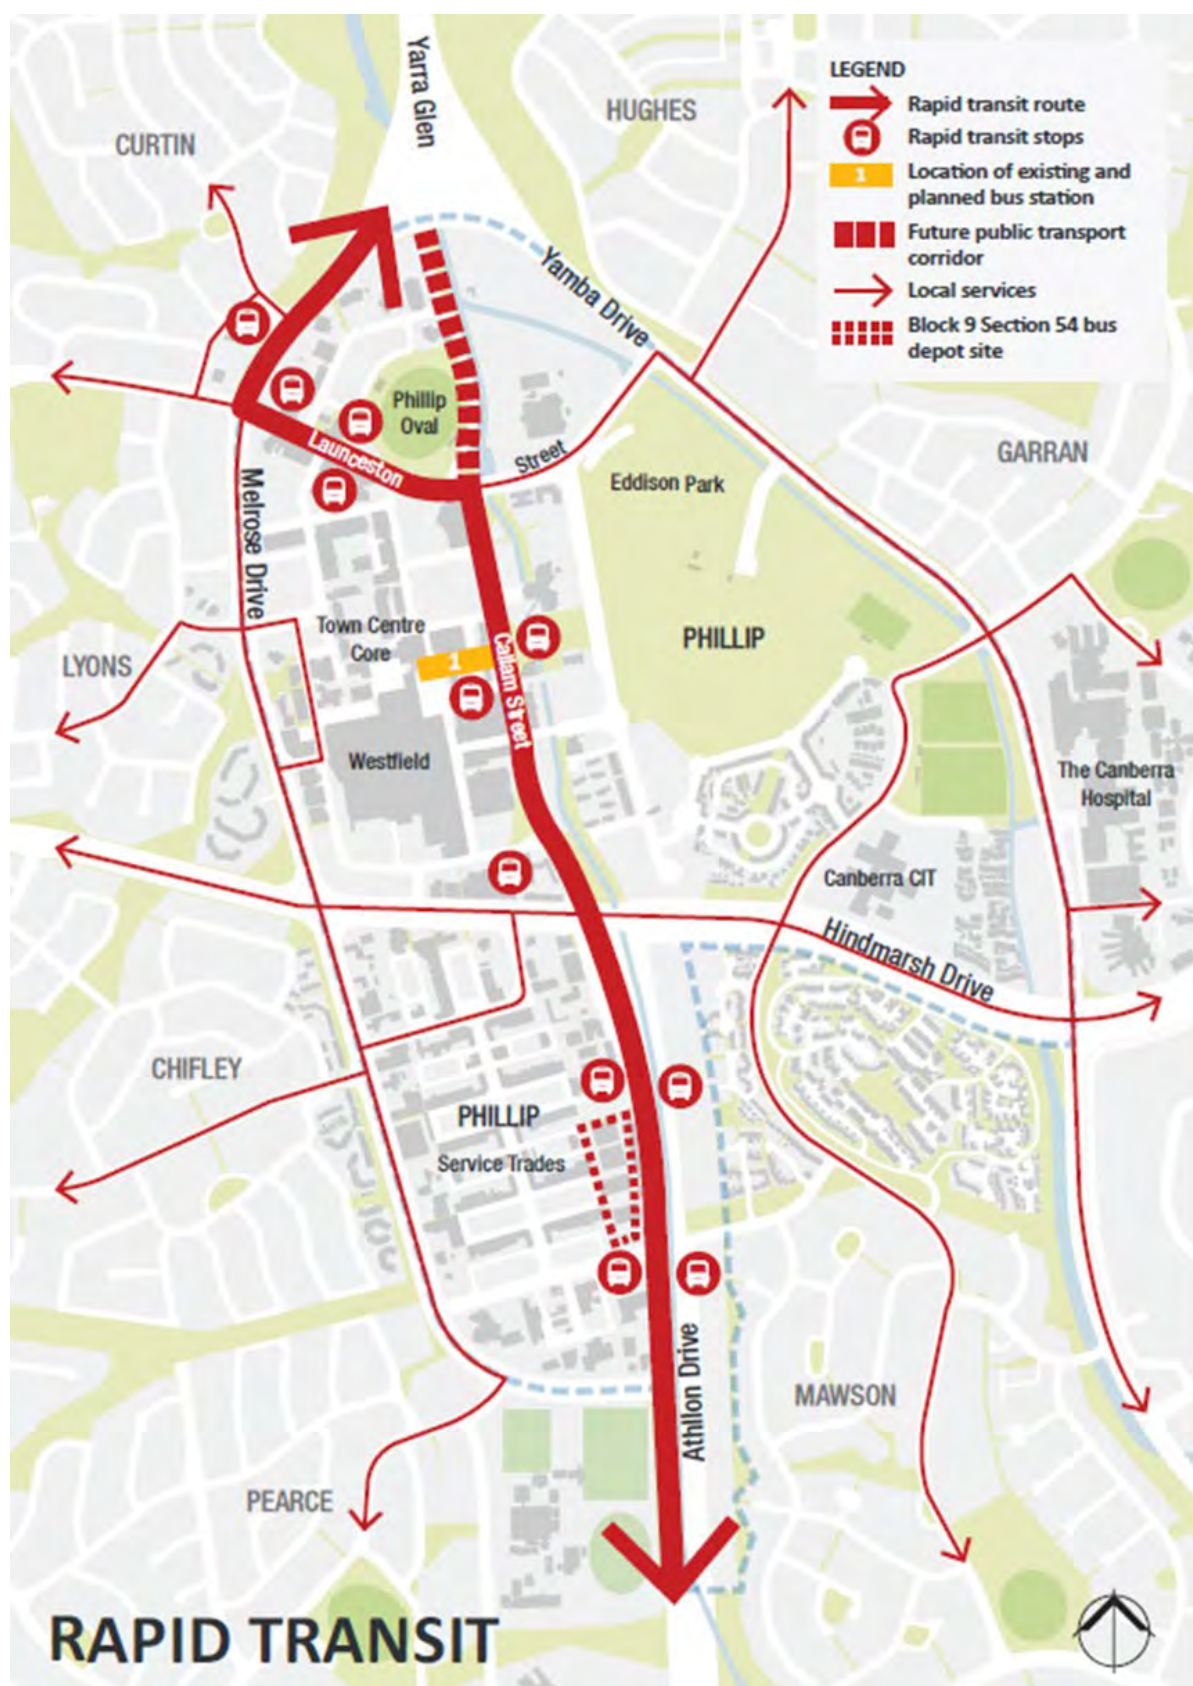 Yarra Glen
HUGHES
CURTIN
LEGEND
Rapid transit route
Rapid transit stops
1
Location of existing and
planned bus station
Future public transport
corridor
Local services
Block 9 Section 54 bus
depot site
Yamba Drive
Phillip
Oval
Launceston
Street
Eddison Park
GARRAN
Melrose Drive
Town Centre
Core
1
Callam Street
PHILLIP
LYONS
Westfield
The Canberra
Hospital
Canberra CIT
Hindmarsh Drive
CHIFLEY
PHILLIP
Service Trades
Athllon Drive
MAWSON
PEARCE
RAPID TRANSIT